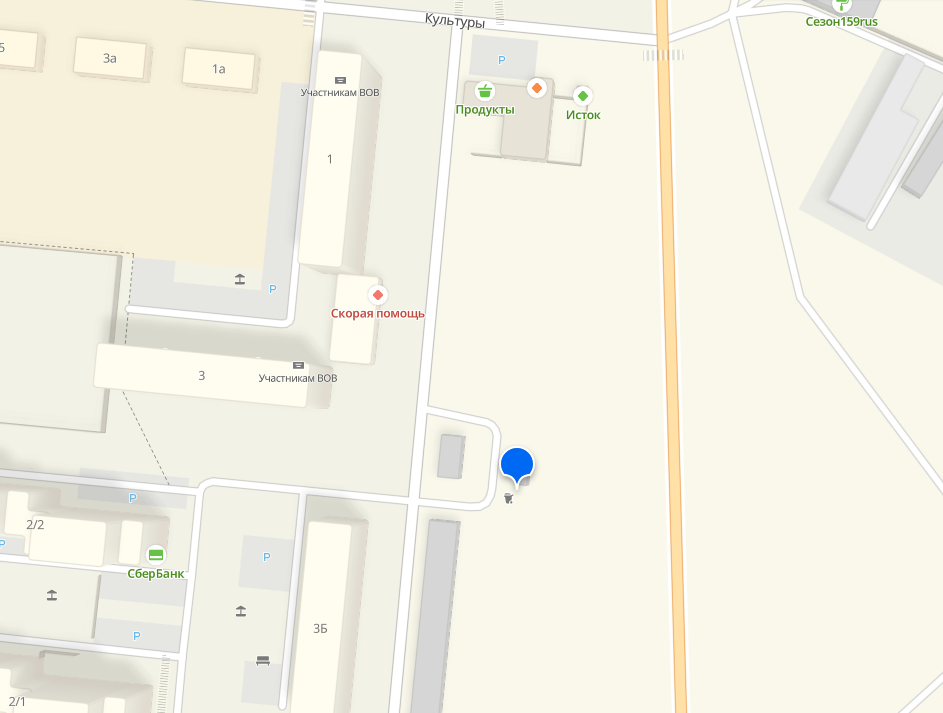 Культуры
Сезон159rus
5
3а
1а
P
Участникам ВОВ
Продукты
Исток
1
P
Скорая помощь
3
Участникам ВОВ
P
2/2
P
СберБанк
P
3Б
P
2/1